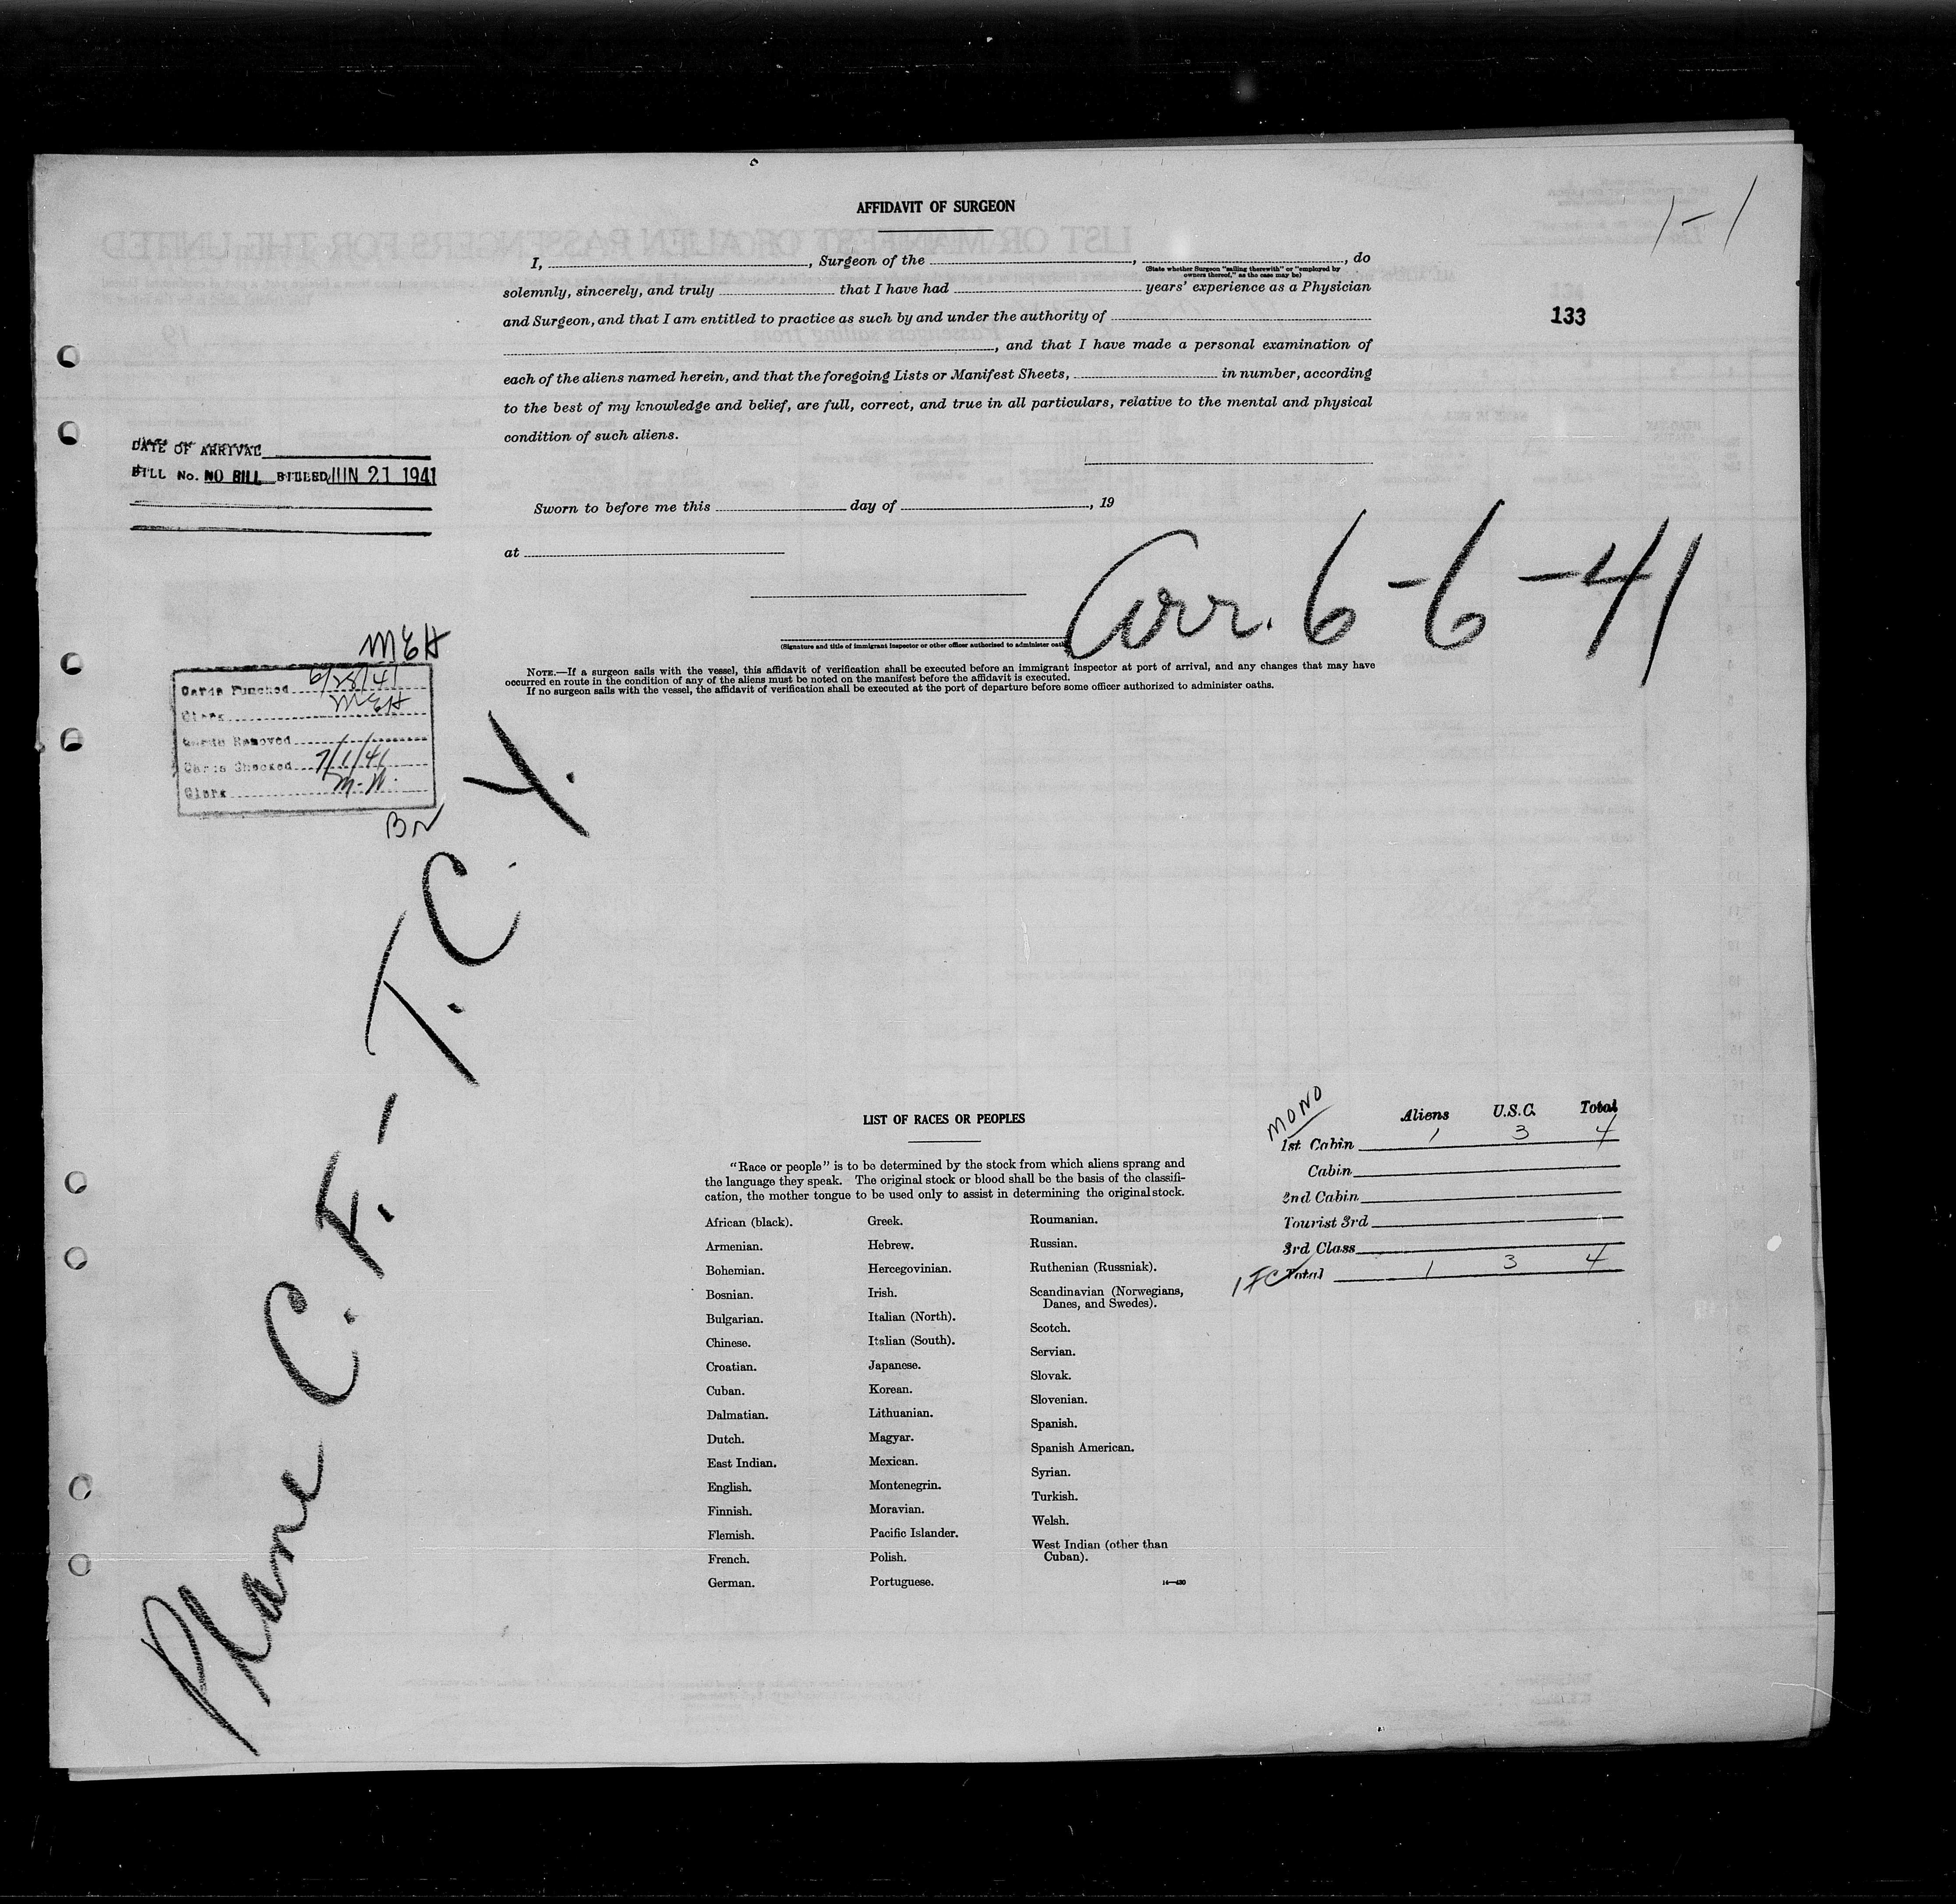 1-1
AFFIDAVIT OF SURGEON
I, , Surgeon of the , , do
(State whether Surgeon "sailing therewith" or "employed by
owners thereof," as the case may be)
solemnly, sincerely, and truly that I have had years' experience as a Physician
and Surgeon, and that I am entitled to practice as such by and under the authority of
133
, and that I have made a personal examination of
each of the aliens named herein, and that the foregoing Lists or Manifest Sheets, in number, according
to the best of my knowledge and belief, are full, correct, and true in all particulars, relative to the mental and physical
condition of such aliens.
DATE OF ARRIVAL
BILL No. NO BILL BILLED JUN 21 1941
Sworn to before me this day of , 19
at
Arr. 6-6-41
(Signature and title of immigrant inspector or other officer authorized to administer oath)
NOTE.—If a surgeon sails with the vessel, this affidavit of verification shall be executed before an immigrant inspector at port of arrival, and any changes that may have
occurred en route in the condition of any of the aliens must be noted on the manifest before the affidavit is executed.
If no surgeon sails with the vessel, the affidavit of verification shall be executed at the port of departure before some officer authorized to administer oaths.
MEH
Cards Punched 6/28/41
Clerk MEH
Cards Removed
Cards Checked 7/1/41
Clerk M.W.
Plane C.F.-T.C.Y.
LIST OF RACES OR PEOPLES
"Race or people" is to be determined by the stock from which aliens sprang and
the language they speak. The original stock or blood shall be the basis of the classifi-
cation, the mother tongue to be used only to assist in determining the original stock.
African (black).
Armenian.
Bohemian.
Bosnian.
Bulgarian.
Chinese.
Croatian.
Cuban.
Dalmatian.
Dutch.
East Indian.
English.
Finnish.
Flemish.
French.
German.
Greek.
Hebrew.
Hercegovinian.
Irish.
Italian (North).
Italian (South).
Japanese.
Korean.
Lithuanian.
Magyar.
Mexican.
Montenegrin.
Moravian.
Pacific Islander.
Polish.
Portuguese.
Roumanian.
Russian.
Ruthenian (Russniak).
Scandinavian (Norwegians,
Danes, and Swedes).
Scotch.
Servian.
Slovak.
Slovenian.
Spanish.
Spanish American.
Syrian.
Turkish.
Welsh.
West Indian (other than
Cuban).
14—430
MONO
Aliens U.S.C. Total
1st Cabin 1 3 4
Cabin
2nd Cabin
Tourist 3rd
3rd Class
Total 1 3 4